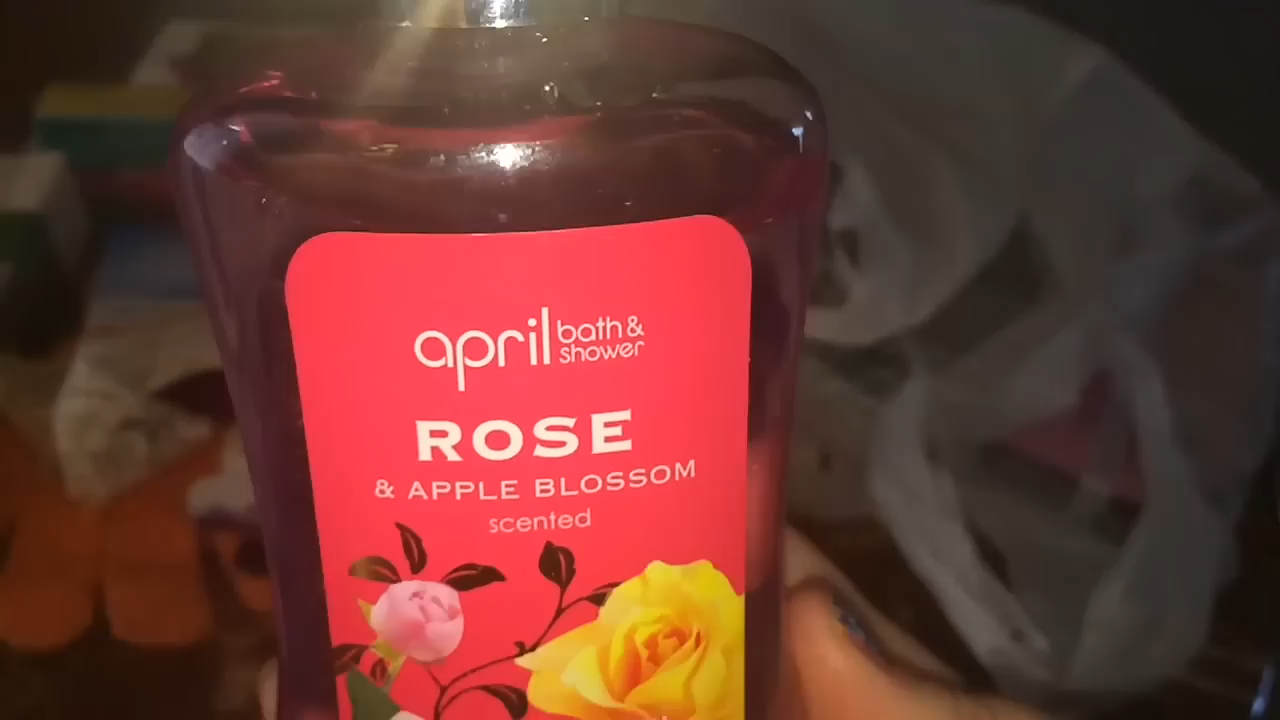 april bath &
shower
ROSE
& APPLE BLOSSOM
scented